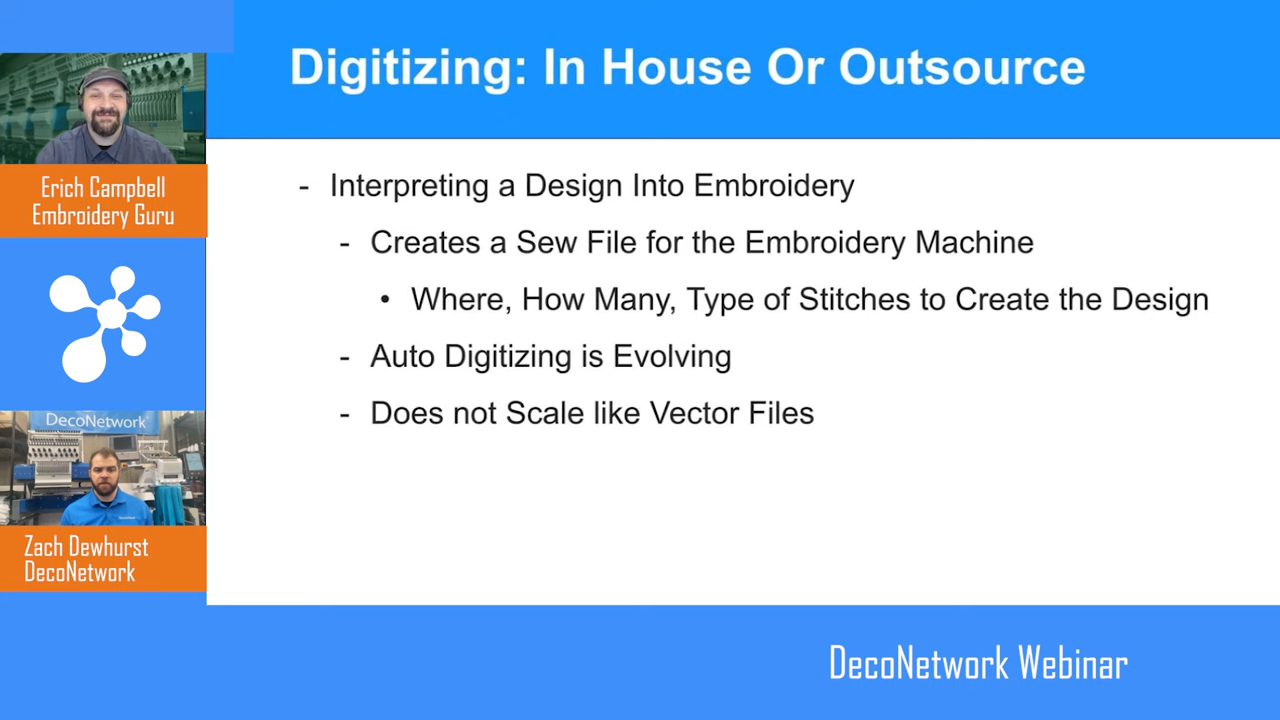 Digitizing: In House Or Outsource
Erich Campbell
Embroidery Guru
DecoNetwork
Zach Dewhurst
DecoNetwork
- Interpreting a Design Into Embroidery
- Creates a Sew File for the Embroidery Machine
• Where, How Many, Type of Stitches to Create the Design
- Auto Digitizing is Evolving
- Does not Scale like Vector Files
DecoNetwork Webinar